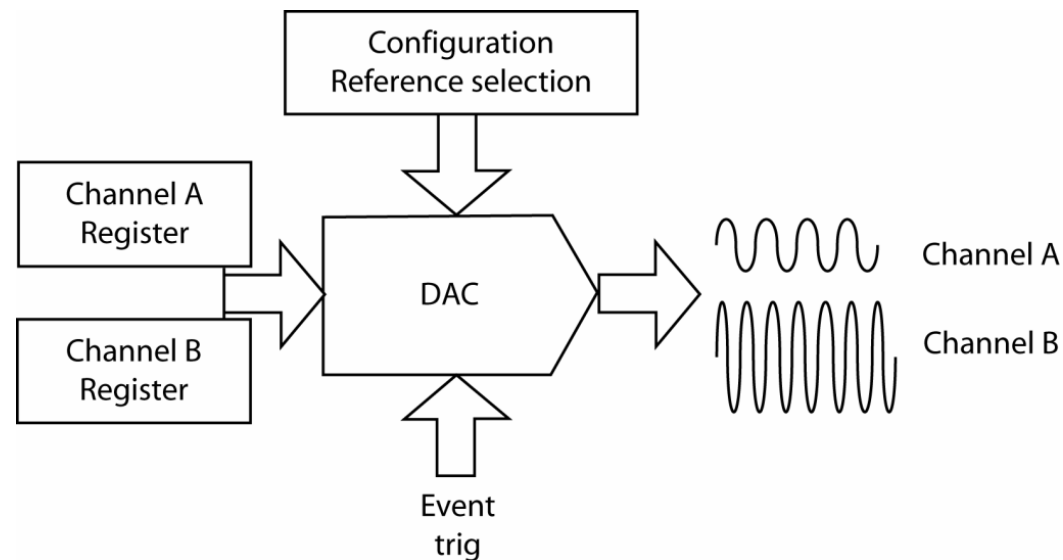 Configuration
Reference selection
Channel A
Register
Channel B
Register
DAC
Channel A
Channel B
Event
trig